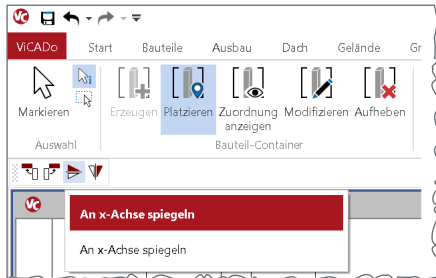 ViCADo Start Bauteile Ausbau Dach Gelände Gr
Markieren Erzeugen Platzieren Zuordnung anzeigen Modifizieren Aufheben
Auswahl Bauteil-Container
An x-Achse spiegeln
An x-Achse spiegeln